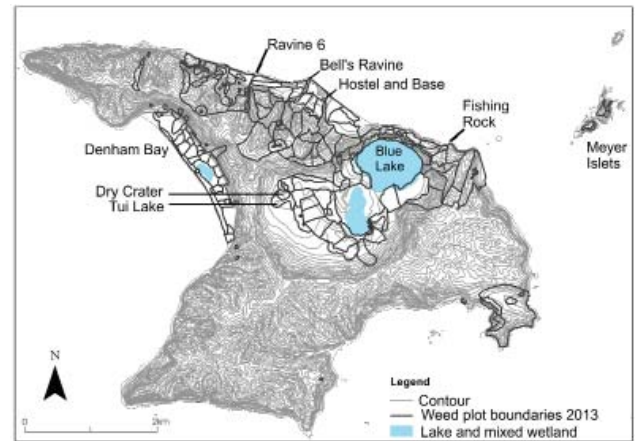 Ravine 6
Bell's Ravine
Hostel and Base
Fishing
Rock
Meyer
Islets
Blue
Lake
Denham Bay
Dry Crater
Tui Lake
N
0
2km
Legend
Contour
Weed plot boundaries 2013
Lake and mixed wetland